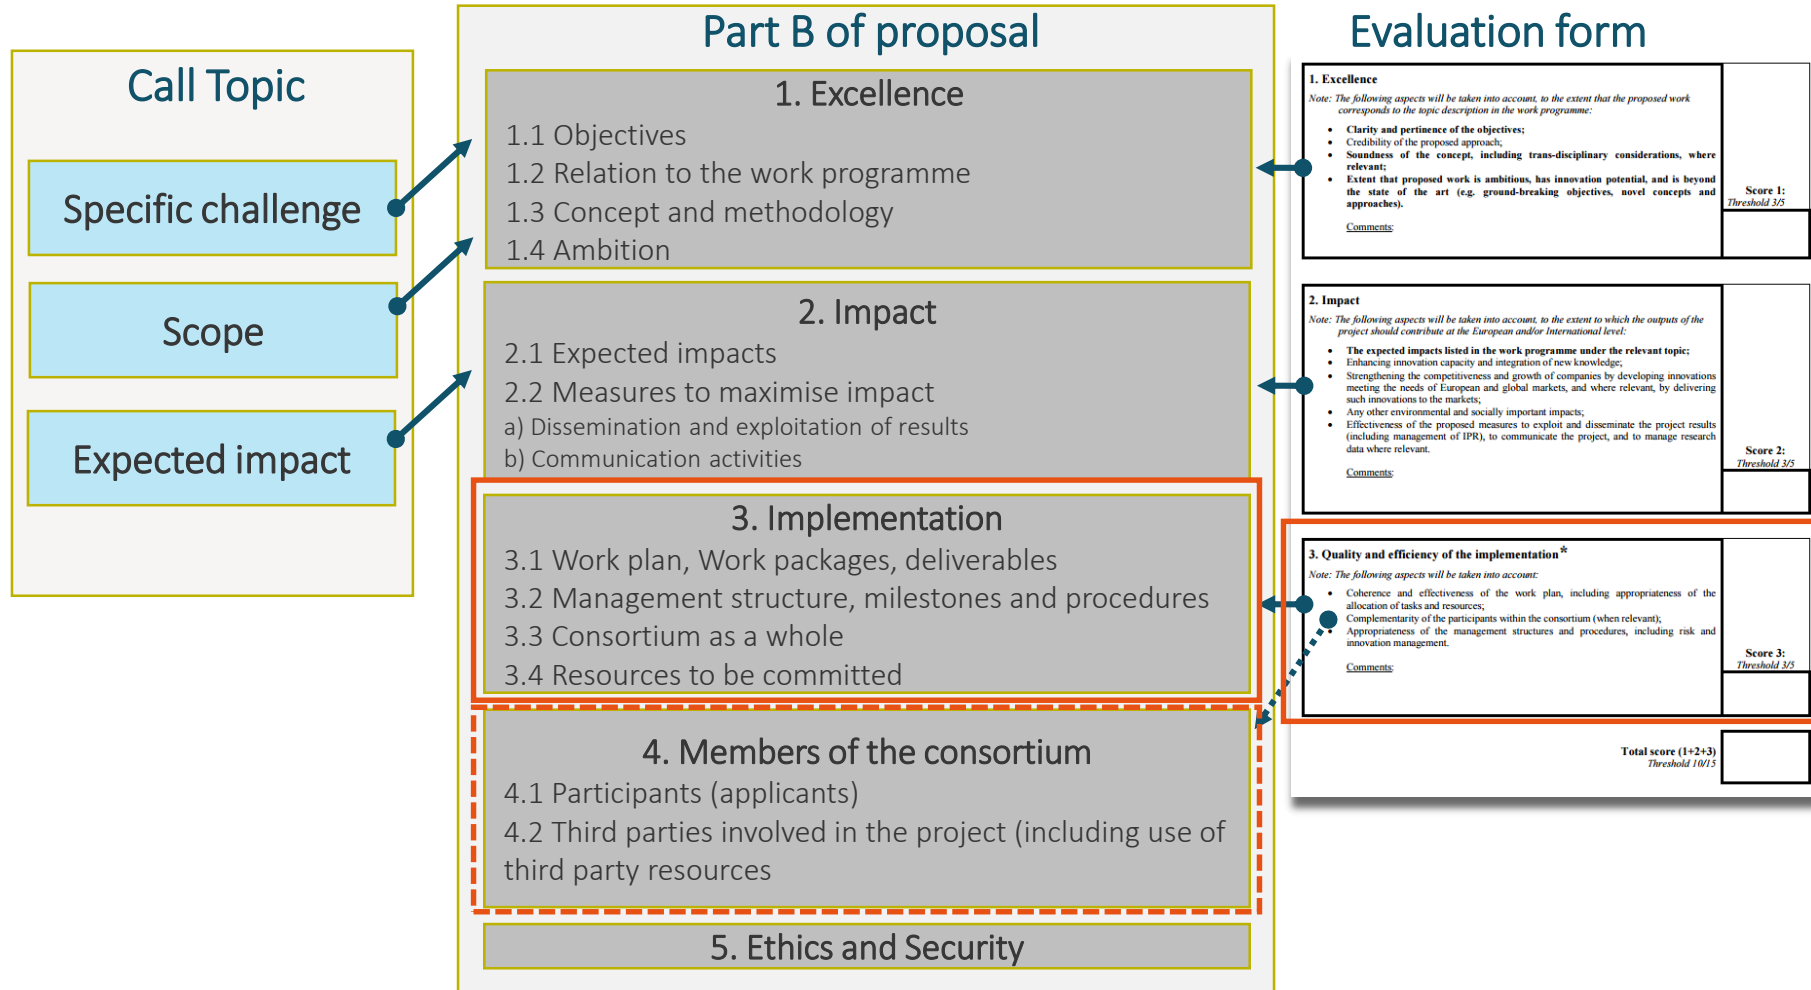 Call Topic
Specific challenge
Scope
Expected impact
Part B of proposal
1. Excellence
1.1 Objectives
1.2 Relation to the work programme
1.3 Concept and methodology
1.4 Ambition
2. Impact
2.1 Expected impacts
2.2 Measures to maximise impact
a) Dissemination and exploitation of results
b) Communication activities
3. Implementation
3.1 Work plan, Work packages, deliverables
3.2 Management structure, milestones and procedures
3.3 Consortium as a whole
3.4 Resources to be committed
4. Members of the consortium
4.1 Participants (applicants)
4.2 Third parties involved in the project (including use of
third party resources
5. Ethics and Security
Evaluation form
1. Excellence
Note: The following aspects will be taken into account, to the extent that the proposed work
corresponds to the topic description in the work programme:
• Clarity and pertinence of the objectives;
• Credibility of the proposed approach;
• Soundness of the concept, including trans-disciplinary considerations, where
relevant;
• Extent that proposed work is ambitious, has innovation potential, and is beyond
the state of the art (e.g. ground-breaking objectives, novel concepts and
approaches).
Comments:
Score 1:
Threshold 3/5
2. Impact
Note: The following aspects will be taken into account, to the extent to which the outputs of the
project should contribute at the European and/or International level:
• The expected impacts listed in the work programme under the relevant topic;
• Enhancing innovation capacity and integration of new knowledge;
• Strengthening the competitiveness and growth of companies by developing innovations
meeting the needs of European and global markets, and where relevant, by delivering
such innovations to the markets;
• Any other environmental and socially important impacts;
• Effectiveness of the proposed measures to exploit and disseminate the project results
(including management of IPR), to communicate the project, and to manage research
data where relevant.
Comments:
Score 2:
Threshold 3/5
3. Quality and efficiency of the implementation*
Note: The following aspects will be taken into account:
• Coherence and effectiveness of the work plan, including appropriateness of the
allocation of tasks and resources;
Complementarity of the participants within the consortium (when relevant);
• Appropriateness of the management structures and procedures, including risk and
innovation management.
Comments:
Score 3:
Threshold 3/5
Total score (1+2+3)
Threshold 10/15